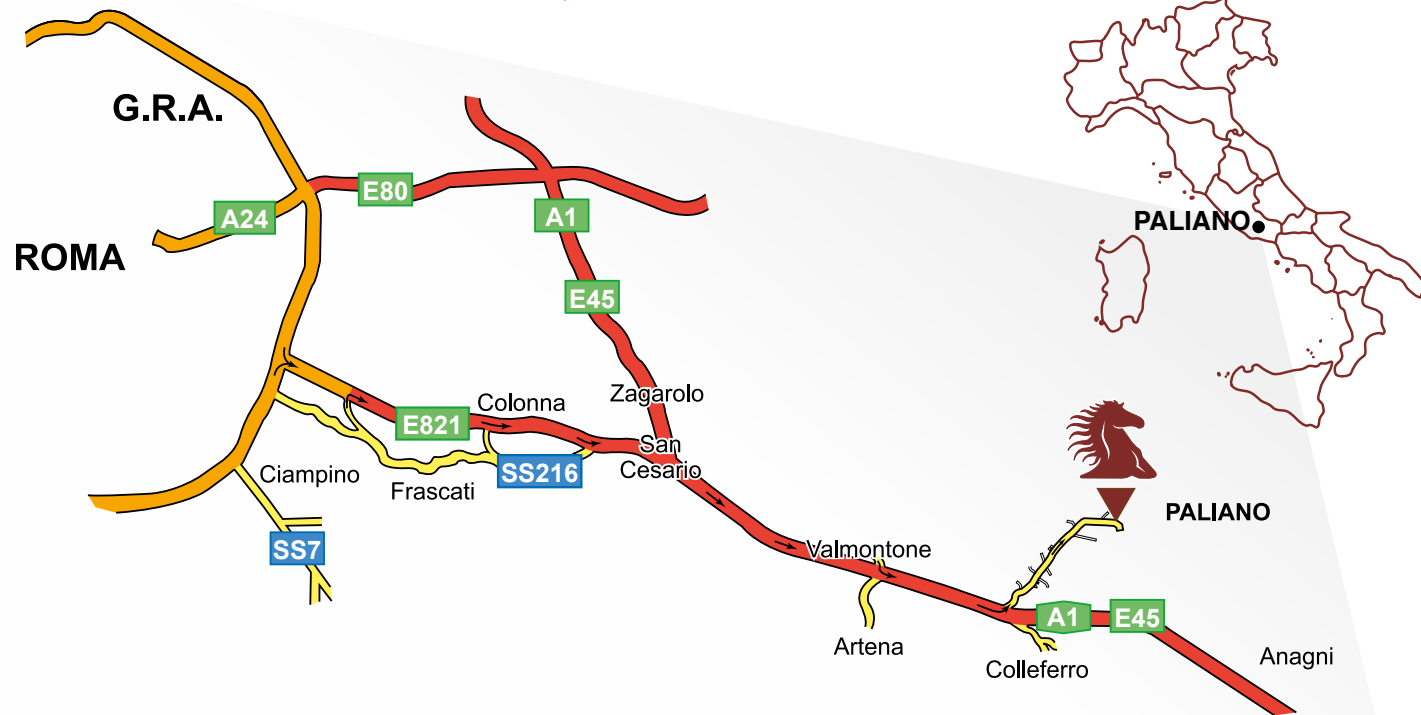 G.R.A.
E80
A24
A1
PALIANO
ROMA
E45
Zagarolo
Colonna
E821
San
Cesario
SS216
Ciampino
Frascati
PALIANO
SS7
Valmontone
A1
E45
Artena
Colleferro
Anagni